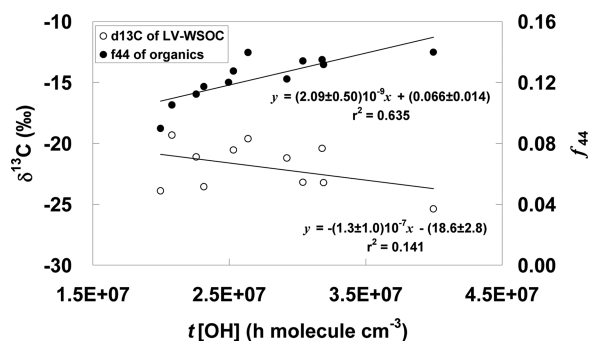 d13C of LV-WSOC
f44 of organics
δ¹³C (‰)
-10
-15
-20
-25
-30
0.16
0.12
0.08
0.04
0.00
f₄₄
y = (2.09±0.50)10⁻⁹x + (0.066±0.014)
r² = 0.635
y = -(1.3±1.0)10⁻⁷x - (18.6±2.8)
r² = 0.141
1.5E+07 2.5E+07 3.5E+07 4.5E+07
t[OH] (h molecule cm⁻³)